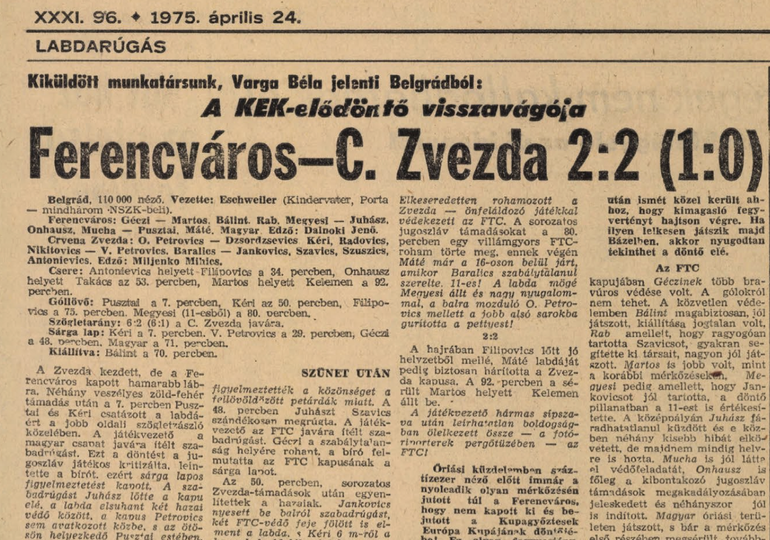 XXXI. 96. ✦ 1975. április 24.
LABDARÚGÁS
Kiküldött munkatársunk, Varga Béla jelenti Belgrádból:
A KEK-elődöntő visszavágója
Ferencváros—C. Zvezda 2:2 (1:0)
Belgrád, 110 000 néző. Vezette: Eschweiler (Kindervater, Porta
— mindhárom NSZK-beli).
Ferencváros: Géczi — Martos, Bálint, Rab, Megyesi — Juhász,
Onhausz, Mucha — Pusztai, Máté, Magyar. Edző: Dalnoki Jenő.
Crvena Zvezda: O. Petrovics — Dzsordzsevics Kéri, Radovics,
Nikitovics — V. Petrovics, Baralics — Jankovics, Szavics, Szuszics,
Antonievics. Edző: Miljenko Mihics.
Csere: Antonievics helyett Filipovics a 34. percben, Onhausz
helyett Takács az 53. percben, Martos helyett Kelemen a 92.
percben.
Góllövő: Pusztai a 7. percben, Kéri az 50. percben, Filipo-
vics a 75. percben. Megyesi (11-esből) a 80. percben.
Szögletarány: 6:2 (6:1) a C. Zvezda javára.
Sárga lap: Kéri a 7. percben. V. Petrovics a 29. percben, Géczi
a 48. percben. Magyar a 71. percben.
Kiállítva: Bálint a 70. percben.
A Zvezda kezdett, de a Fe-
rencváros kapott hamarabb láb-
ra. Néhány veszélyes zöld-fehér
támadás után a 7. percben Pusz-
tai és Kéri csatázott a labdá-
ért a jobb oldali szögletzászló
közelében. A játékvezető a
magyar csapat javára ítélt sza-
badrúgást. Ezt a döntést a ju-
goszláv játékos kritizálta, lein-
tette a bírót, ezért sárga lapos
figyelmeztetést kapott. A sza-
badrúgást Juhász lőtte a kapu
elé, a labda elsuhant két hazai
védő között, a kapus Petrovics
sem avatkozott közbe, s az ötö-
sön helyezkedő Pusztai estében,
SZÜNET UTÁN
figyelmeztették a közönséget a
fellövöldözött petárdák miatt. A
48. percben Juhászt Szavics
szándékosan megrúgta. A játék-
vezető az FTC javára ítélt sza-
badrúgást. Géczi a szabálytalan-
ság helyére rohant, a bíró fel-
mutatta az FTC kapusának a
sárga lapot.
Az 50. percben, sorozatos
Zvezda-támadások után egyen-
lítettek a hazaiak. Jankovics
nyesett be balról szabadrúgást,
két FTC-védő feje fölött is el-
ment a labda, s Kéri 6 m-ről a
Elkeseredetten rohamozott a
Zvezda — önfeláldozó játékkal
védekezett az FTC. A sorozatos
jugoszláv támadásokat a 80.
percben egy villámgyors FTC-
roham törte meg, ennek végén
Máté már a 16-oson belül járt,
amikor Baralics szabálytalanul
szerelte. 11-es! A labda mögé
Megyesi állt és nagy nyugalom-
mal, a ba mozduló O. Petro-
vics mellett a jobb alsó sarokba
gurította a pettyest!
2:2
A hajrában Filipovics lőtt jó
helyzetből mellé, Máté labdáját
pedig biztosan hárította a Zvez-
da kapusa. A 92. percben a sé-
rült Martos helyett Kelemen
állt be.
A játékvezető hármas sípsza-
va után leírhatatlan boldogság-
ban ölelkezett össze — a fotó-
riporterek pergőtüzében — az
FTC!
Óriási küzdelemben száz-
tízezer néző előtt immár a
nyolcadik olyan mérkőzésén
jutott túl a Ferencváros,
hogy nem kapott ki és be-
jutott a Kupagyőztesek
Európa Kupájának döntőjé-
után ismét közel került ah-
hoz, hogy kimagasló fegy-
vertényt hajtson végre. Ha
ilyen lelkesen játszik majd
Bázelben, akkor nyugodtan
tekinthet a döntő elé.
Az FTC
kapujában Géczinek több bra-
vúros védése volt. A gólokról
nem tehet. A közvetlen véde-
lemben Bálint magabiztosan, jól
játszott, kiállítása jogtalan volt,
Rab amellett, hogy ragyogóan
tartotta Szavicsot, gyakran se-
gítette ki társait, nagyon jól ját-
szott. Martos is jobb volt, mint
a korábbi mérkőzéseken, Me-
gyesi pedig amellett, hogy Jan-
kovicsot jól tartotta, a döntő
pillanatban a 11-est is értékesí-
tette. A középpályán Juhász fá-
radhatatlanul küzdött és e köz-
ben néhány kisebb hibát elkö-
vetett, de majdnem mindig hely-
re is hozta. Mucha is jól látta
el védőfeladatát, Onhausz is
főleg a kibontakozó jugoszláv
támadások megakadályozásában
jeleskedett és néhányszor jól
is indított. Magyar óriási terü-
leten játszott, s bár a mérkőzés